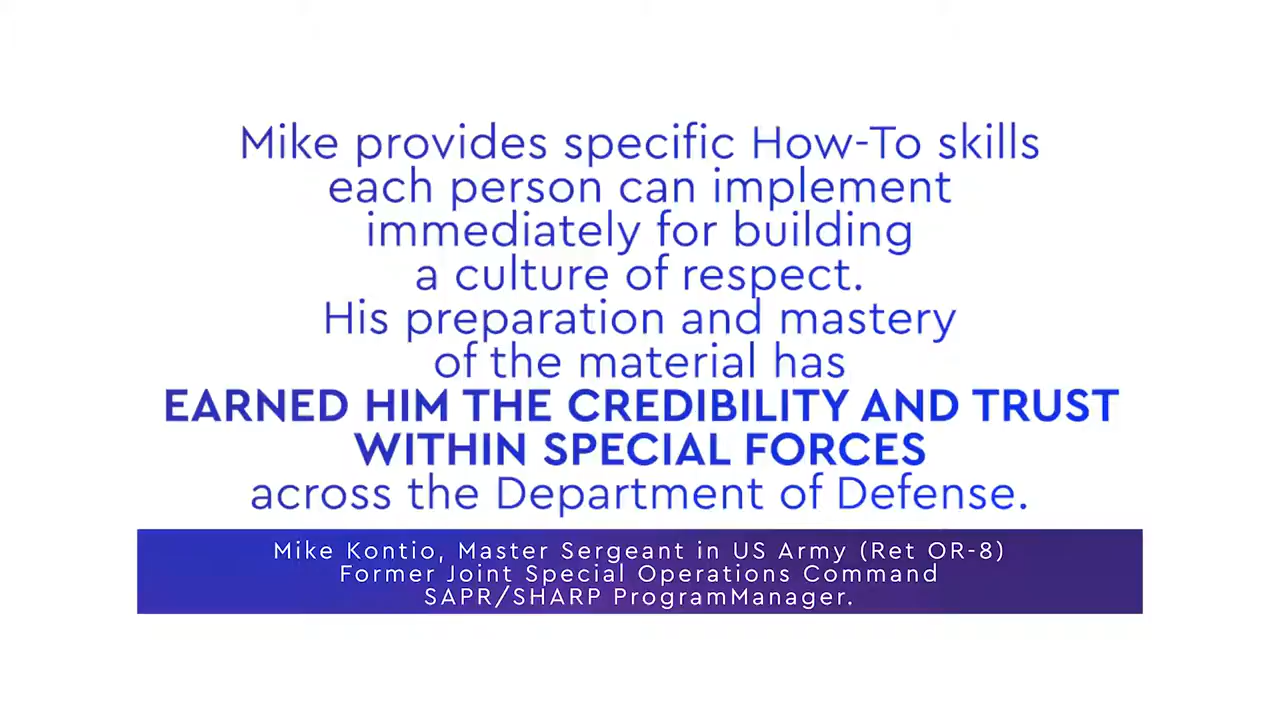 Mike provides specific How-To skills
each person can implement
immediately for building
a culture of respect.
His preparation and mastery
of the material has
EARNED HIM THE CREDIBILITY AND TRUST
WITHIN SPECIAL FORCES
across the Department of Defense.
Mike Kontio, Master Sergeant in US Army (Ret OR-8)
Former Joint Special Operations Command
SAPR/SHARP ProgramManager.